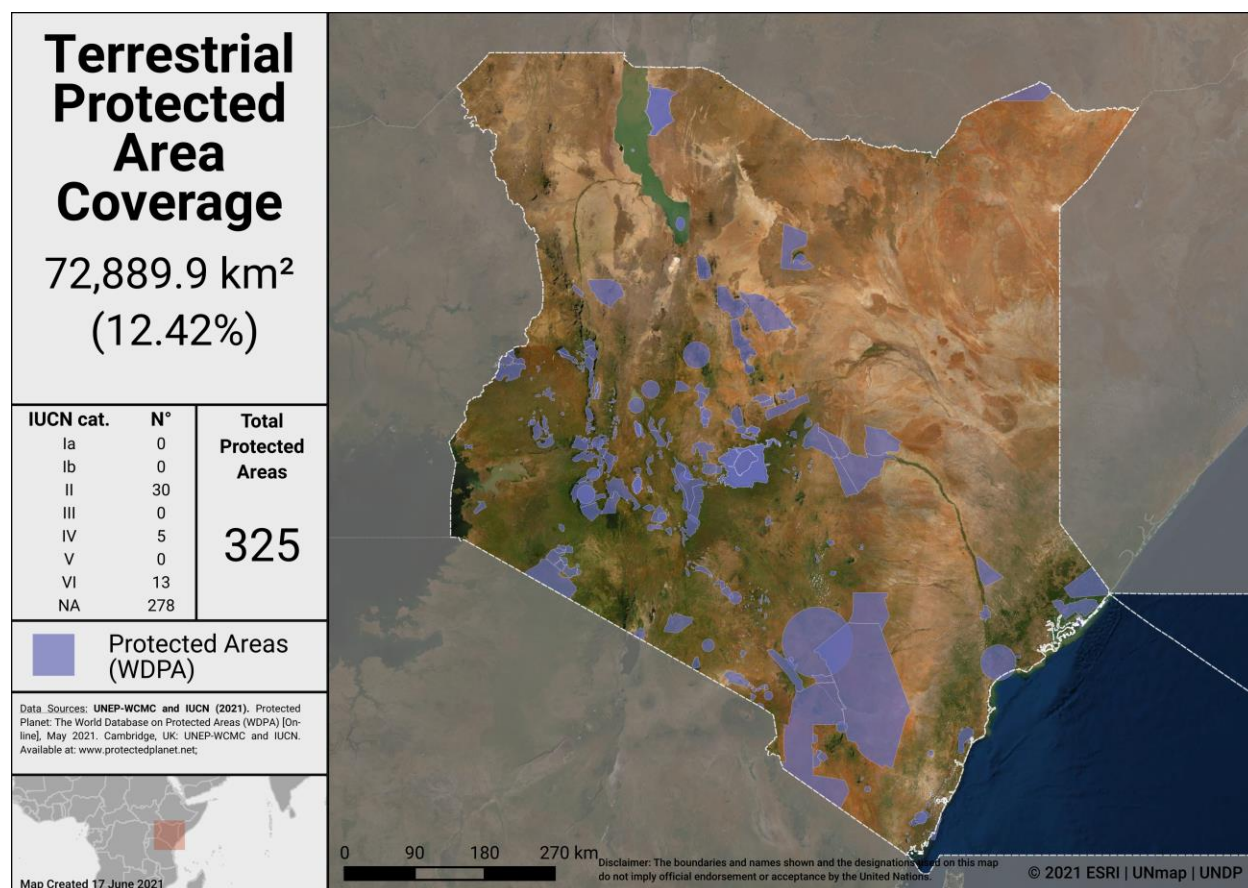 Terrestrial
Protected
Area
Coverage
72,889.9 km²
(12.42%)
IUCN cat. N°
Ia 0
Ib 0
II 30
III 0
IV 5
V 0
VI 13
NA 278
Total
Protected
Areas
325
Protected Areas
(WDPA)
Data Sources: UNEP-WCMC and IUCN (2021). Protected
Planet: The World Database on Protected Areas (WDPA) [On-
line], May 2021. Cambridge, UK: UNEP-WCMC and IUCN.
Available at: www.protectedplanet.net;
Map Created 17 June 2021
0 90 180 270 km
Disclaimer: The boundaries and names shown and the designations used on this map
do not imply official endorsement or acceptance by the United Nations.
© 2021 ESRI | UNmap | UNDP